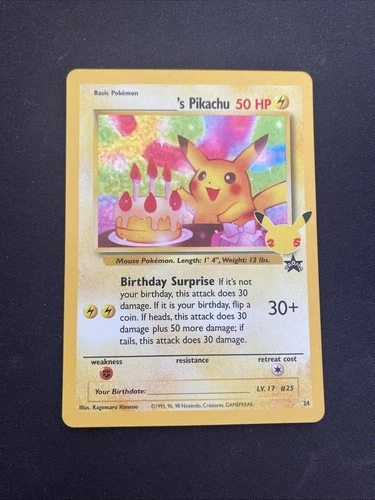 Basic Pokémon
's Pikachu 50 HP
25
PROMO
Mouse Pokémon. Length: 1' 4", Weight: 13 lbs.
Birthday Surprise If it's not
your birthday, this attack does 30
damage. If it is your birthday, flip a
coin. If heads, this attack does 30
damage plus 50 more damage; if
tails, this attack does 30 damage.
30+
weakness resistance retreat cost
Your Birthdate:
LV. 17 #25
Illus. Kagemaru Himeno ©1995, 96, 98 Nintendo, Creatures, GAMEFREAK. 24